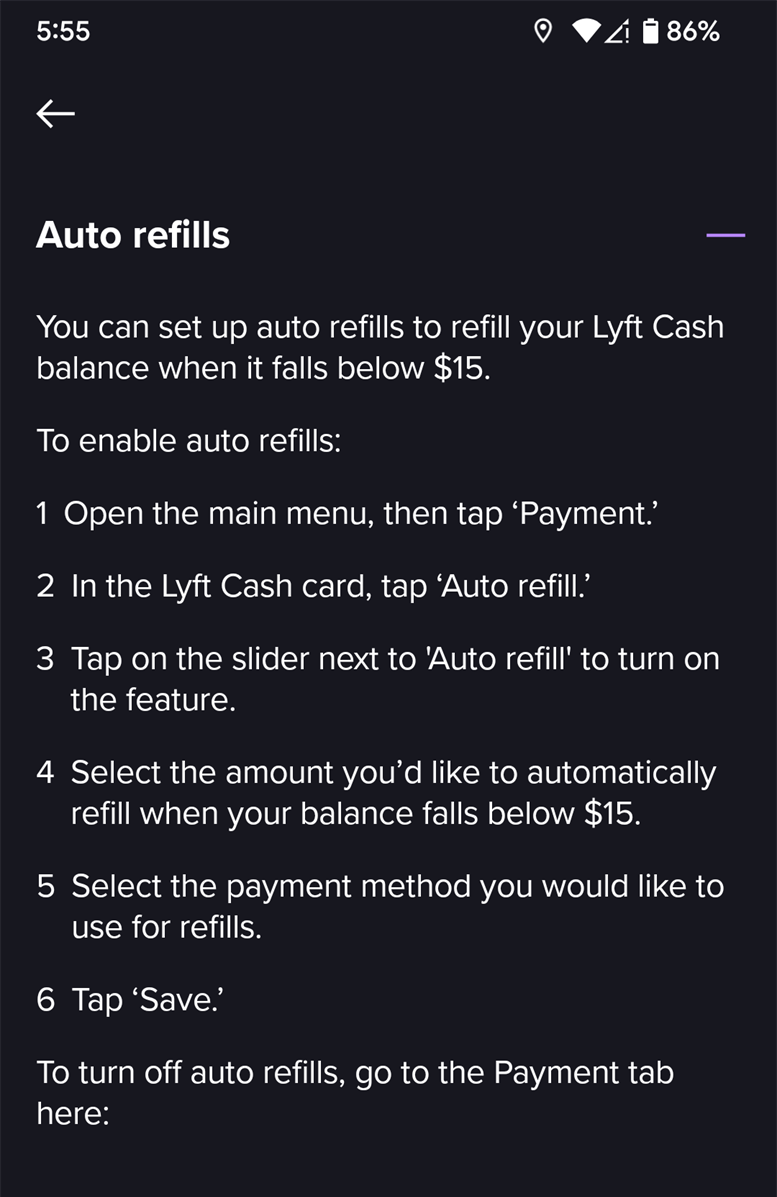 5:55
86%
Auto refills
You can set up auto refills to refill your Lyft Cash
balance when it falls below $15.
To enable auto refills:
1 Open the main menu, then tap ‘Payment.’
2 In the Lyft Cash card, tap ‘Auto refill.’
3 Tap on the slider next to 'Auto refill' to turn on
the feature.
4 Select the amount you’d like to automatically
refill when your balance falls below $15.
5 Select the payment method you would like to
use for refills.
6 Tap ‘Save.’
To turn off auto refills, go to the Payment tab
here: